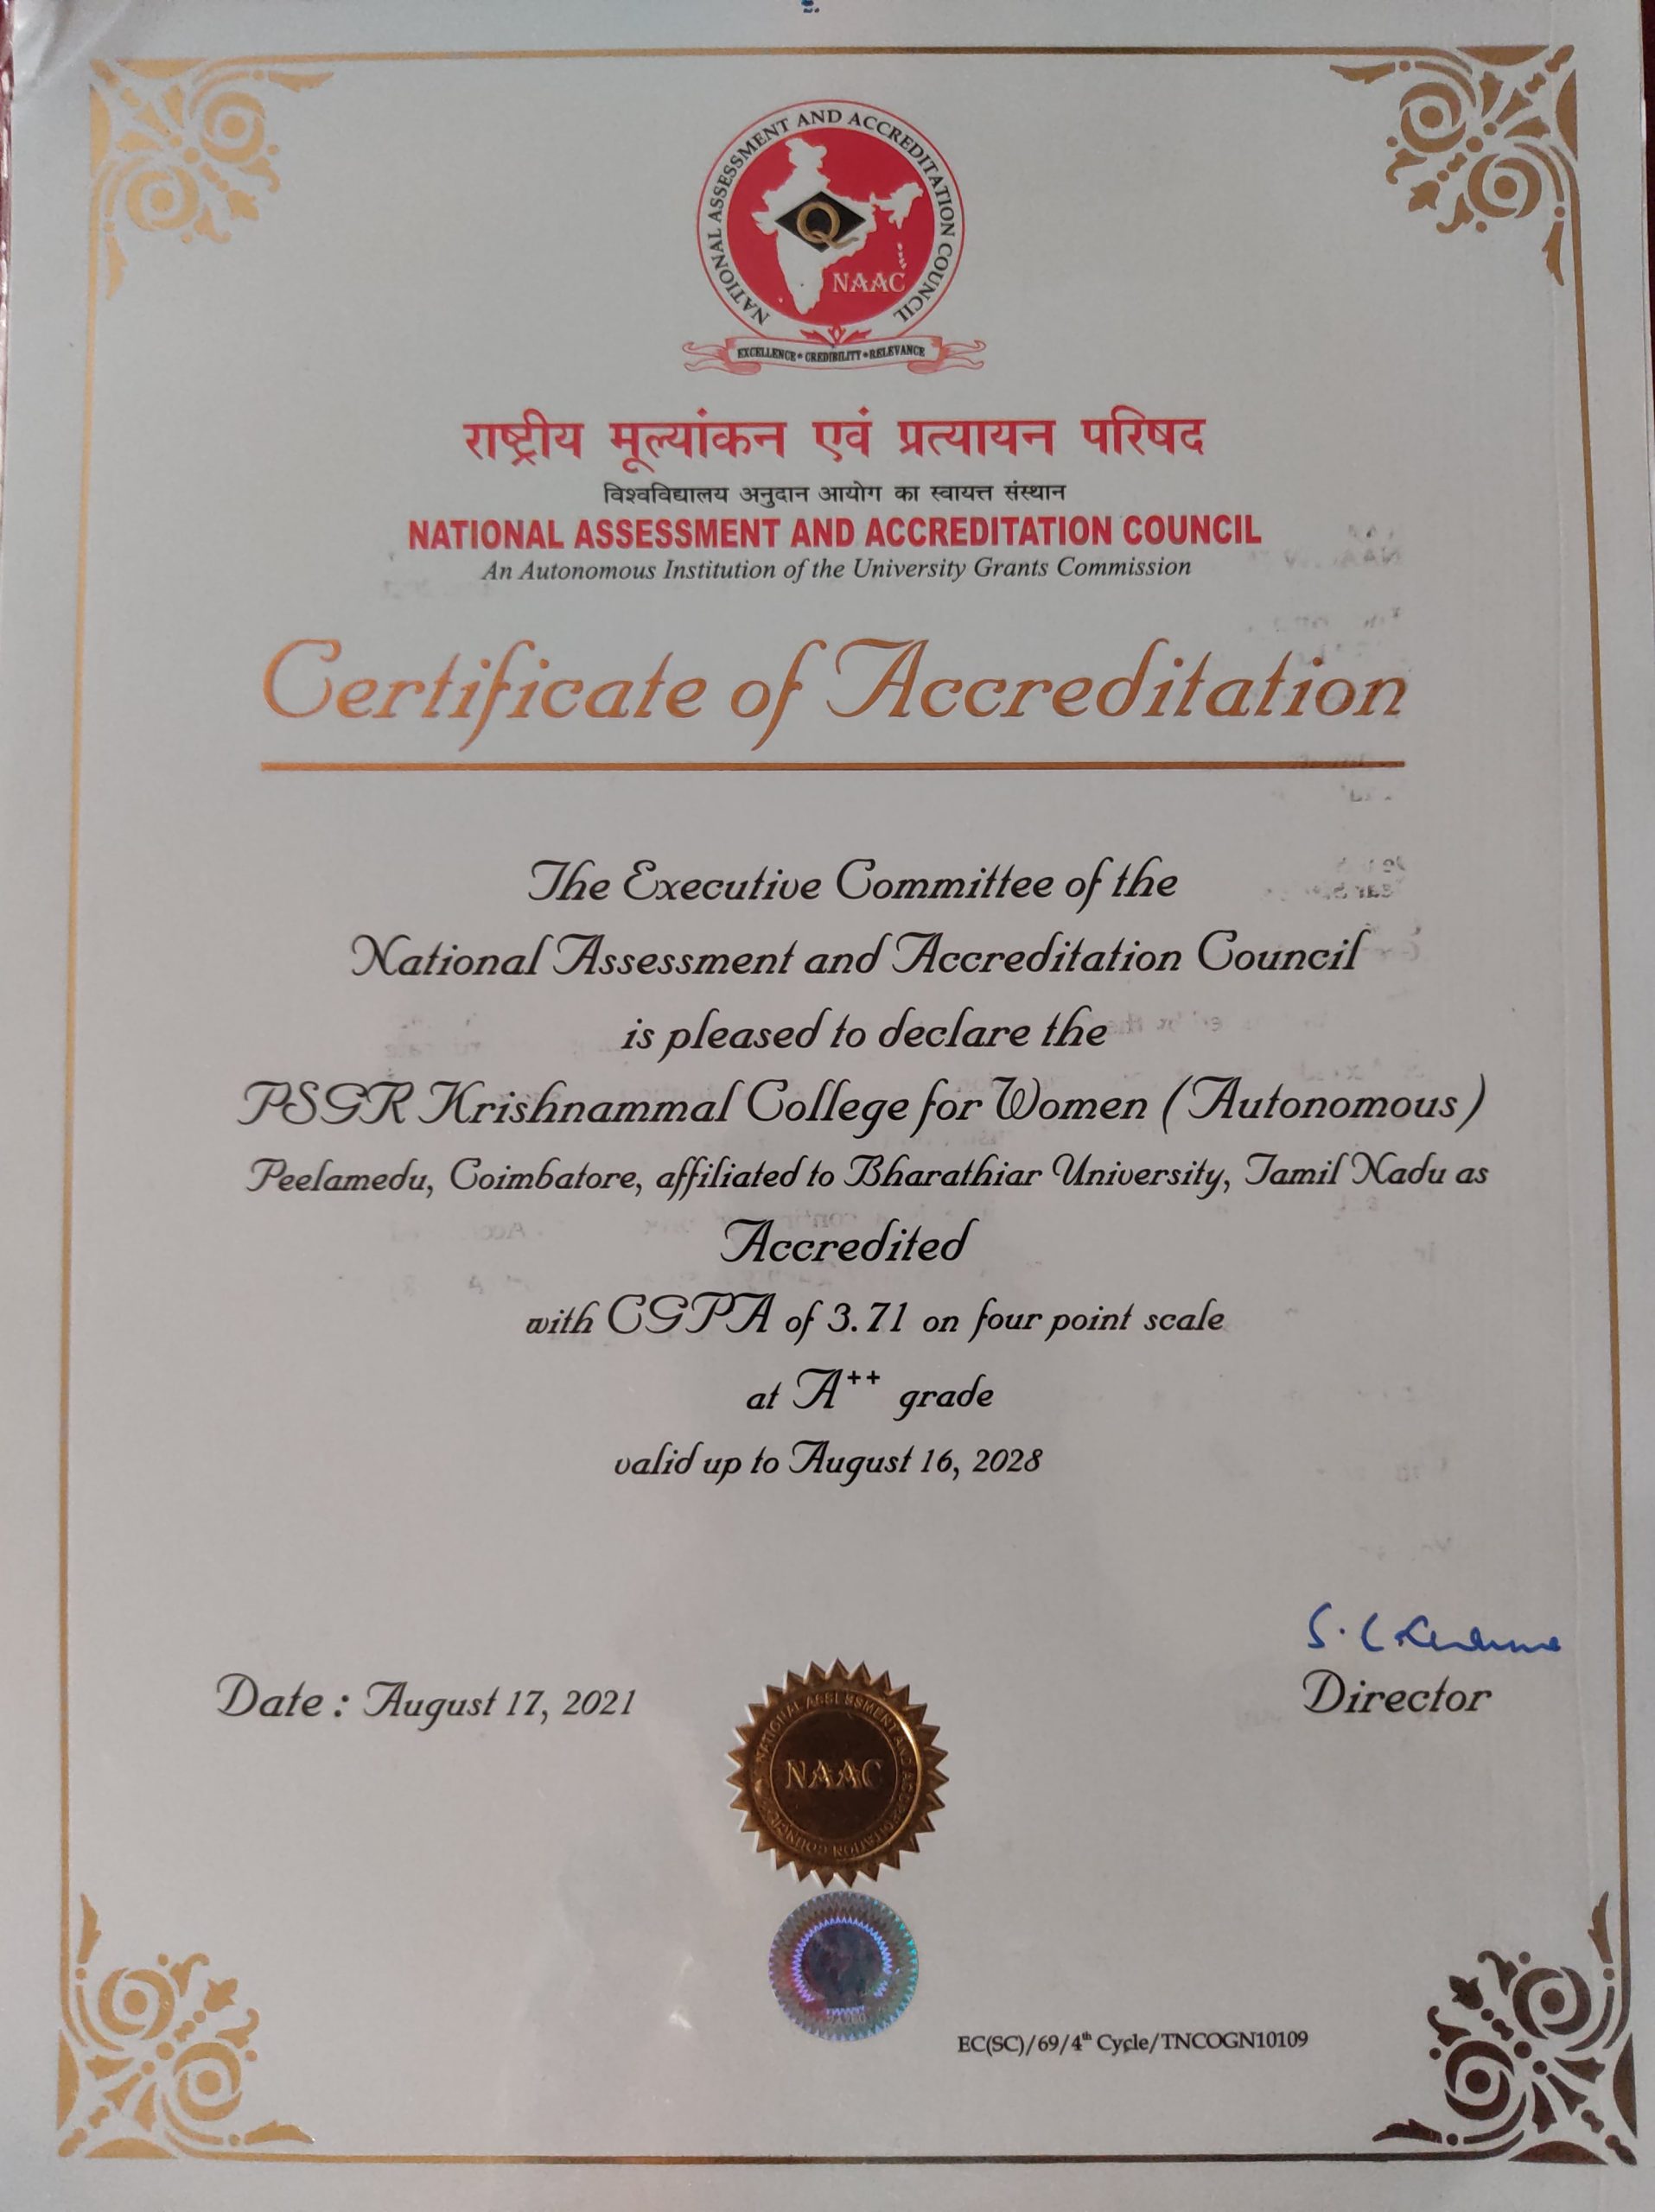 NATIONAL ASSESSMENT AND ACCREDITATION COUNCIL
Q
NAAC
EXCELLENCE • CREDIBILITY • RELEVANCE
राष्ट्रीय मूल्यांकन एवं प्रत्यायन परिषद
विश्वविद्यालय अनुदान आयोग का स्वायत्त संस्थान
NATIONAL ASSESSMENT AND ACCREDITATION COUNCIL
An Autonomous Institution of the University Grants Commission
Certificate of Accreditation
The Executive Committee of the
National Assessment and Accreditation Council
is pleased to declare the
PSGR Krishnammal College for Women (Autonomous)
Peelamedu, Coimbatore, affiliated to Bharathiar University, Tamil Nadu as
Accredited
with CGPA of 3.71 on four point scale
at A⁺⁺ grade
valid up to August 16, 2028
Date : August 17, 2021
Director
NATIONAL ASSESSMENT AND ACCREDITATION COUNCIL
NAAC
EC(SC)/69/4th Cycle/TNCOGN10109